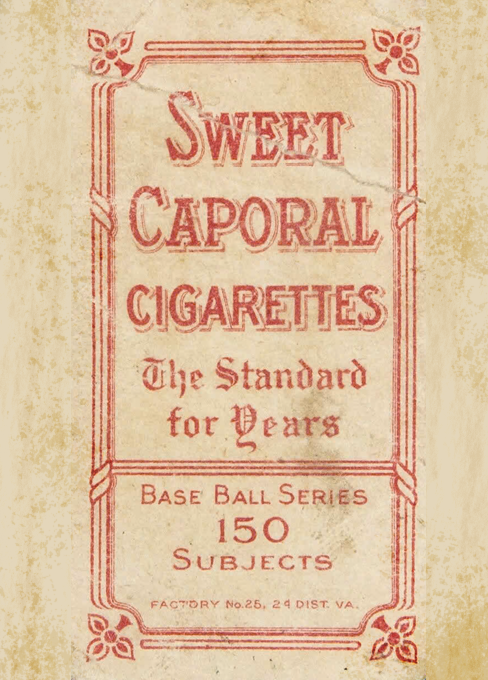 SWEET
CAPORAL
CIGARETTES
The Standard
for Years
BASE BALL SERIES
150
SUBJECTS
FACTORY No. 25, 2d DIST. VA.